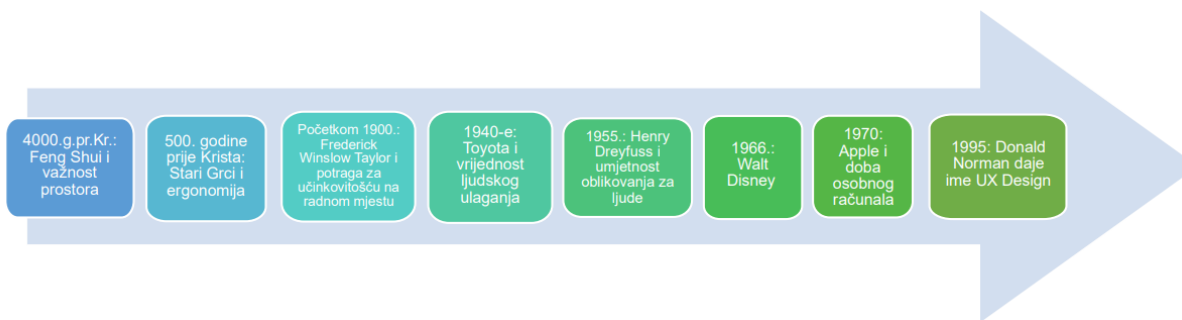 4000.g.pr.Kr.:
Feng Shui i
važnost
prostora
500. godine
prije Krista:
Stari Grci i
ergonomija
Početkom 1900.:
Frederick
Winslow Taylor i
potraga za
učinkovitošću na
radnom mjestu
1940-e:
Toyota i
vrijednost
ljudskog
ulaganja
1955.: Henry
Dreyfuss i
umjetnost
oblikovanja za
ljude
1966.:
Walt
Disney
1970:
Apple i
doba
osobnog
računala
1995: Donald
Norman daje
ime UX Design